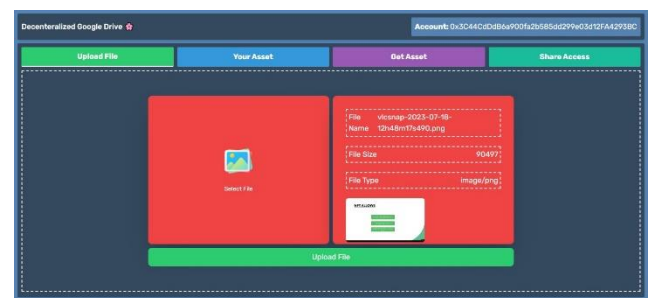 Decentralized Google Drive
Account: 0x3C44CdDdB6a900fa2b585dd299e03d12FA4293BC
Upload File
Your Asset
Get Asset
Share Access
File Name vlcsnap-2023-07-18-
12h48m17s490.png
File Size 90497
File Type image/png
Select File
Upload File